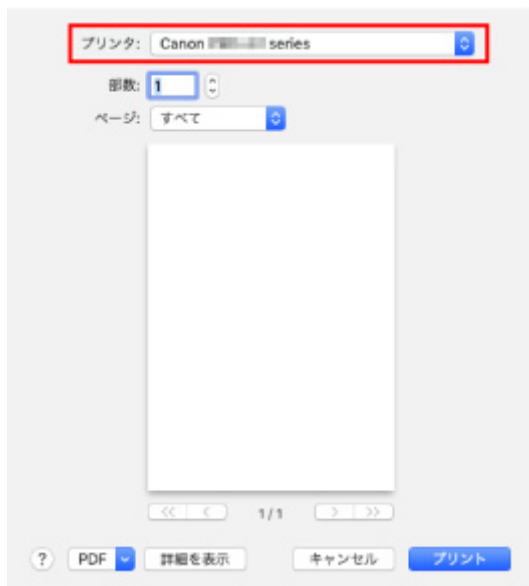 プリンタ: Canon series
部数: 1
ページ: すべて
<< < 1/1 > >>
? PDF 詳細を表示 キャンセル プリント